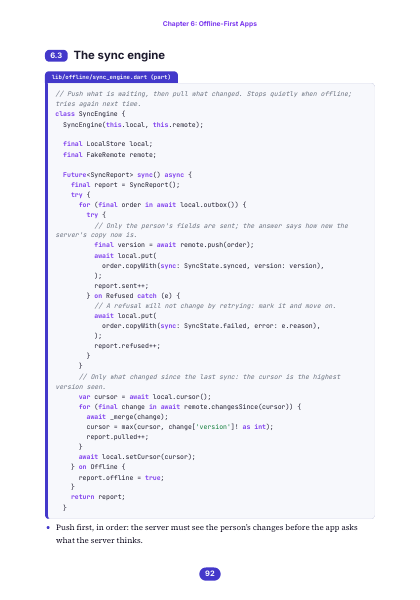 Chapter 6: Offline-First Apps
6.3 The sync engine
lib/offline/sync_engine.dart (part)
// Push what is waiting, then pull what changed. Stops quietly when offline;
tries again next time.
class SyncEngine {
  SyncEngine(this.local, this.remote);

  final LocalStore local;
  final FakeRemote remote;

  Future<SyncReport> sync() async {
    final report = SyncReport();
    try {
      for (final order in await local.outbox()) {
        try {
          // Only the person's fields are sent; the answer says how new the
server's copy now is.
          final version = await remote.push(order);
          await local.put(
            order.copyWith(sync: SyncState.synced, version: version),
          );
          report.sent++;
        } on Refused catch (e) {
          // A refusal will not change by retrying: mark it and move on.
          await local.put(
            order.copyWith(sync: SyncState.failed, error: e.reason),
          );
          report.refused++;
        }
      }
      // Only what changed since the last sync: the cursor is the highest
version seen.
      var cursor = await local.cursor();
      for (final change in await remote.changesSince(cursor)) {
        await _merge(change);
        cursor = max(cursor, change['version']! as int);
        report.pulled++;
      }
      await local.setCursor(cursor);
    } on Offline {
      report.offline = true;
    }
    return report;
  }
• Push first, in order: the server must see the person's changes before the app asks
what the server thinks.
92